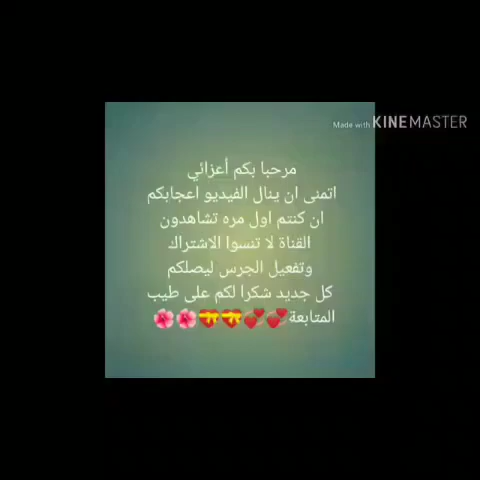 Made with KINEMASTER
مرحبا بكم أعزائي
اتمنى ان ينال الفيديو اعجابكم
ان كنتم اول مره تشاهدون
القناة لا تنسوا الاشتراك
وتفعيل الجرس ليصلكم
كل جديد شكرا لكم على طيب
المتابعة💞💞💝💝🌺🌺